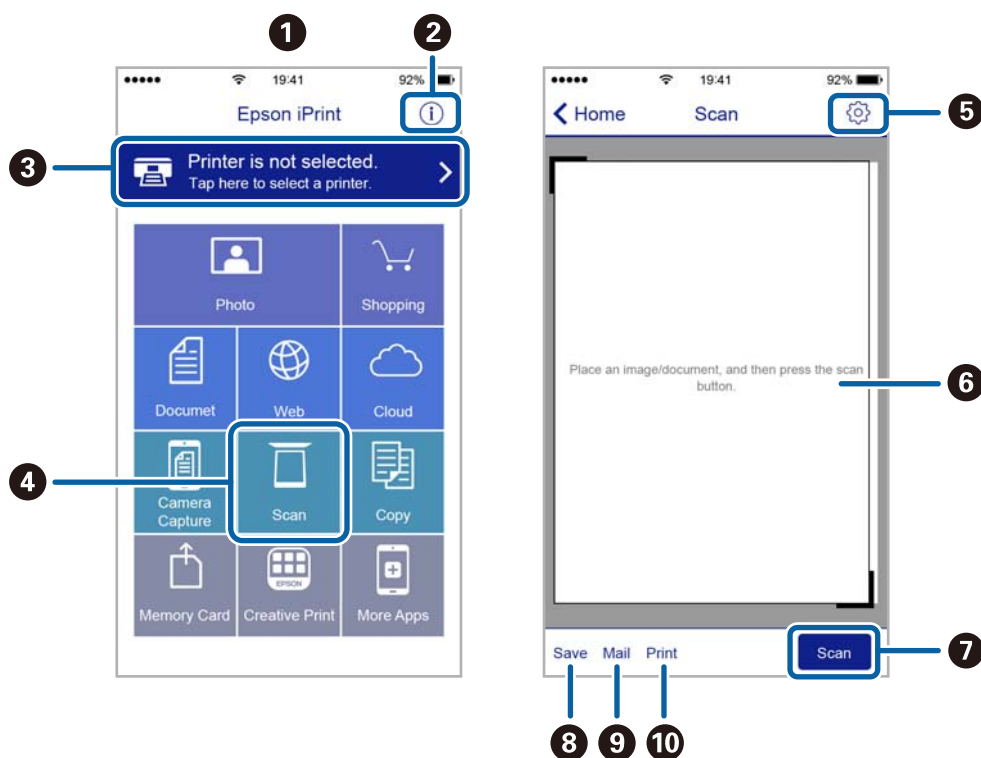 1
2
19:41
92%
Epson iPrint
i
3
Printer is not selected.
Tap here to select a printer.
Photo
Shopping
Documet
Web
Cloud
4
Camera
Capture
Scan
Copy
EPSON
Memory Card
Creative Print
More Apps
19:41
92%
Home
Scan
5
Place an image/document, and then press the scan
button.
6
Save
Mail
Print
Scan
7
8
9
10